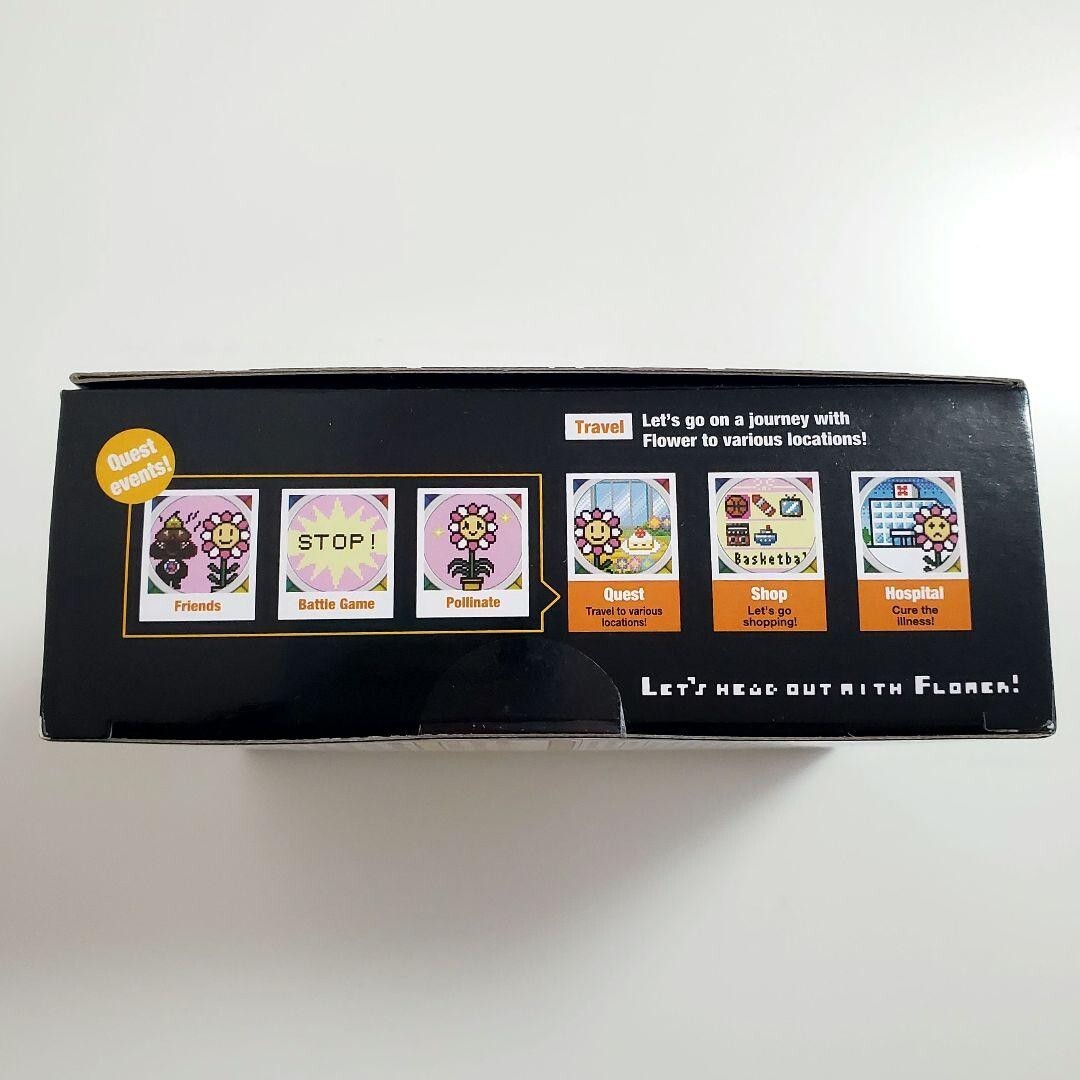 Quest
events!
Friends
STOP!
Battle Game
Pollinate
Travel
Let's go on a journey with
Flower to various locations!
Quest
Travel to various
locations!
Basketbal
Shop
Let's go
shopping!
Hospital
Cure the
illness!
LET'S HEAD OUT WITH FLOWER!